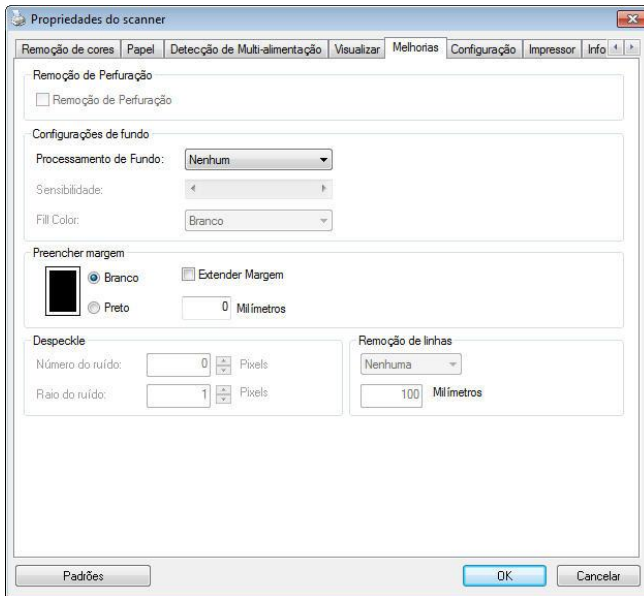 Propriedades do scanner
Remoção de cores Papel Detecção de Multi-alimentação Visualizar Melhorias Configuração Impressor Info
Remoção de Perfuração
Remoção de Perfuração
Configurações de fundo
Processamento de Fundo: Nenhum
Sensibilidade:
Fill Color: Branco
Preencher margem
Branco Extender Margem
Preto 0 Milímetros
Despeckle Remoção de linhas
Número do ruído: 0 Pixels Nenhuma
Raio do ruído: 1 Pixels 100 Milímetros
Padrões OK Cancelar